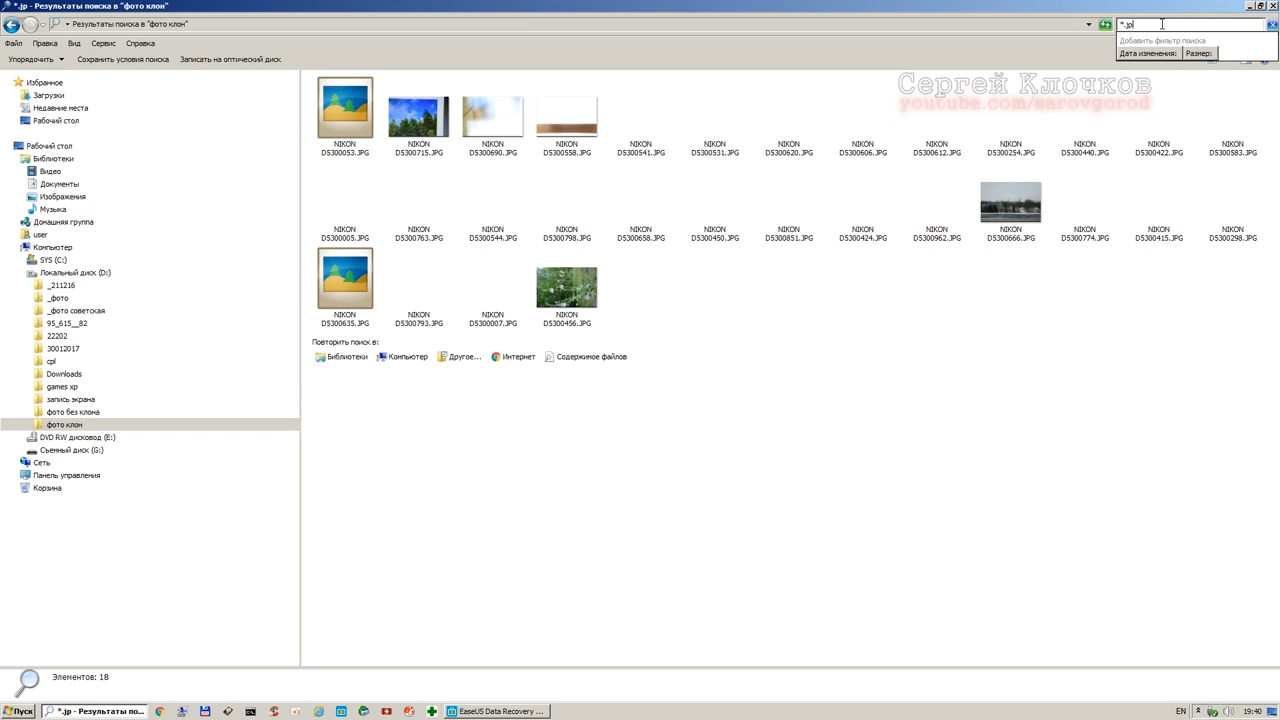 *.jp - Результаты поиска в "фото клон"
Результаты поиска в "фото клон"
*.jp
Добавить фильтр поиска
Дата изменения: Размер:
Файл Правка Вид Сервис Справка
Упорядочить Сохранить условия поиска Записать на оптический диск
Сергей Клочков
youtube.com/sarovgorod
Избранное
Загрузки
Недавние места
Рабочий стол
Рабочий стол
Библиотеки
Видео
Документы
Изображения
Музыка
Домашняя группа
user
Компьютер
SYS (C:)
Локальный диск (D:)
_211216
_фото
_фото советская
95_615__82
22202
30012017
cpl
Downloads
games xp
запись экрана
фото без клона
фото клон
DVD RW дисковод (E:)
Съемный диск (G:)
Сеть
Панель управления
Корзина
NIKON NIKON NIKON NIKON NIKON NIKON NIKON NIKON NIKON NIKON NIKON NIKON NIKON
D5300053.JPG D5300715.JPG D5300690.JPG D5300558.JPG D5300541.JPG D5300531.JPG D5300620.JPG D5300606.JPG D5300612.JPG D5300254.JPG D5300440.JPG D5300422.JPG D5300583.JPG
NIKON NIKON NIKON NIKON NIKON NIKON NIKON NIKON NIKON NIKON NIKON NIKON NIKON
D5300005.JPG D5300763.JPG D5300544.JPG D5300798.JPG D5300658.JPG D5300450.JPG D5300851.JPG D5300424.JPG D5300962.JPG D5300666.JPG D5300774.JPG D5300415.JPG D5300298.JPG
NIKON NIKON NIKON NIKON
D5300635.JPG D5300793.JPG D5300007.JPG D5300456.JPG
Повторить поиск в:
Библиотеки Компьютер Другое... Интернет Содержимое файлов
Элементов: 18
Пуск *.jp - Результаты по... EaseUS Data Recovery ... EN 19:40